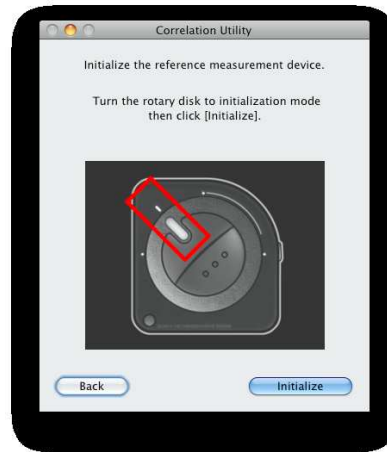 Correlation Utility
Initialize the reference measurement device.
Turn the rotary disk to initialization mode
then click [Initialize].
Back
Initialize